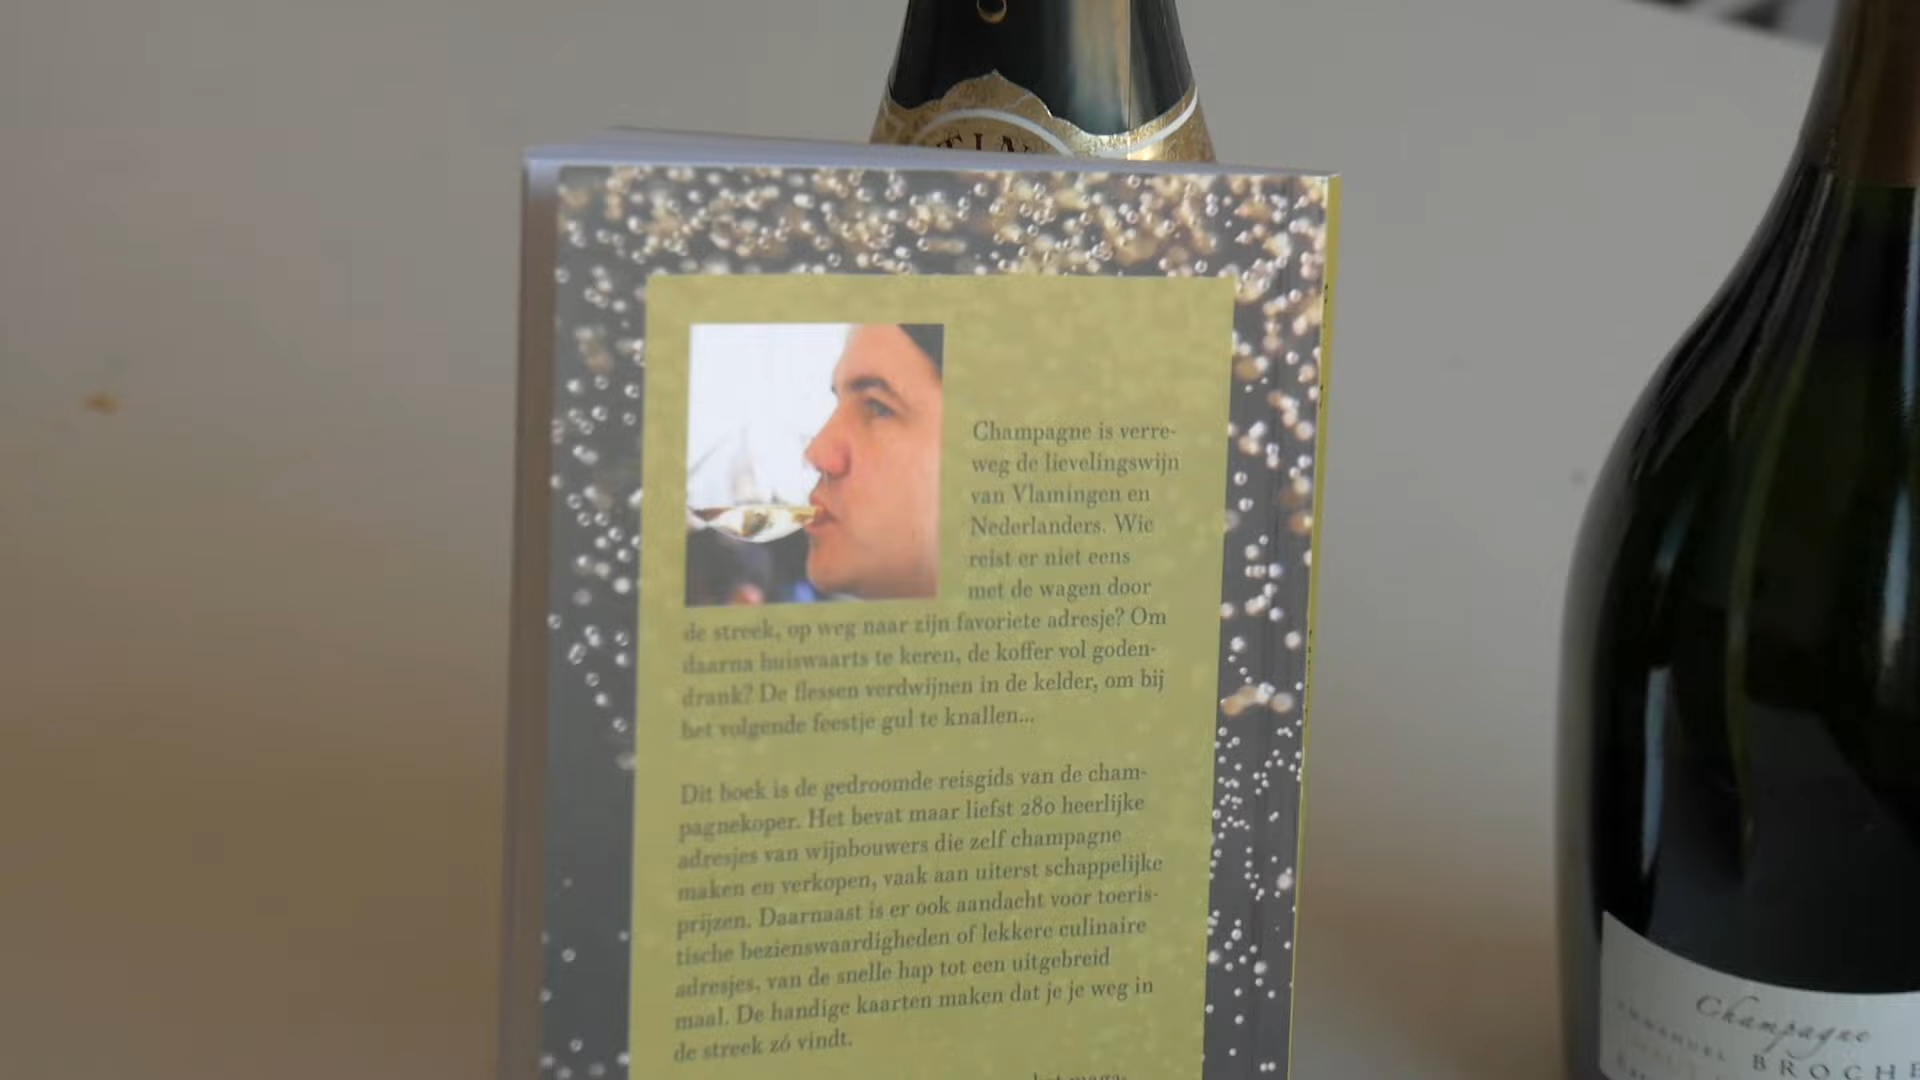 Champagne is verre-
weg de lievelingswijn
van Vlamingen en
Nederlanders. Wie
reist er niet eens
met de wagen door
de streek, op weg naar zijn favoriete adresje? Om
daarna huiswaarts te keren, de koffer vol goden-
drank? De flessen verdwijnen in de kelder, om bij
het volgende feestje gul te knallen...
Dit boek is de gedroomde reisgids van de cham-
pagnekoper. Het bevat maar liefst 280 heerlijke
adresjes van wijnbouwers die zelf champagne
maken en verkopen, vaak aan uiterst schappelijke
prijzen. Daarnaast is er ook aandacht voor toeris-
tische bezienswaardigheden of lekkere culinaire
adresjes, van de snelle hap tot een uitgebreid
maal. De handige kaarten maken dat je je weg in
de streek zó vindt.
Champagne
BROCHE